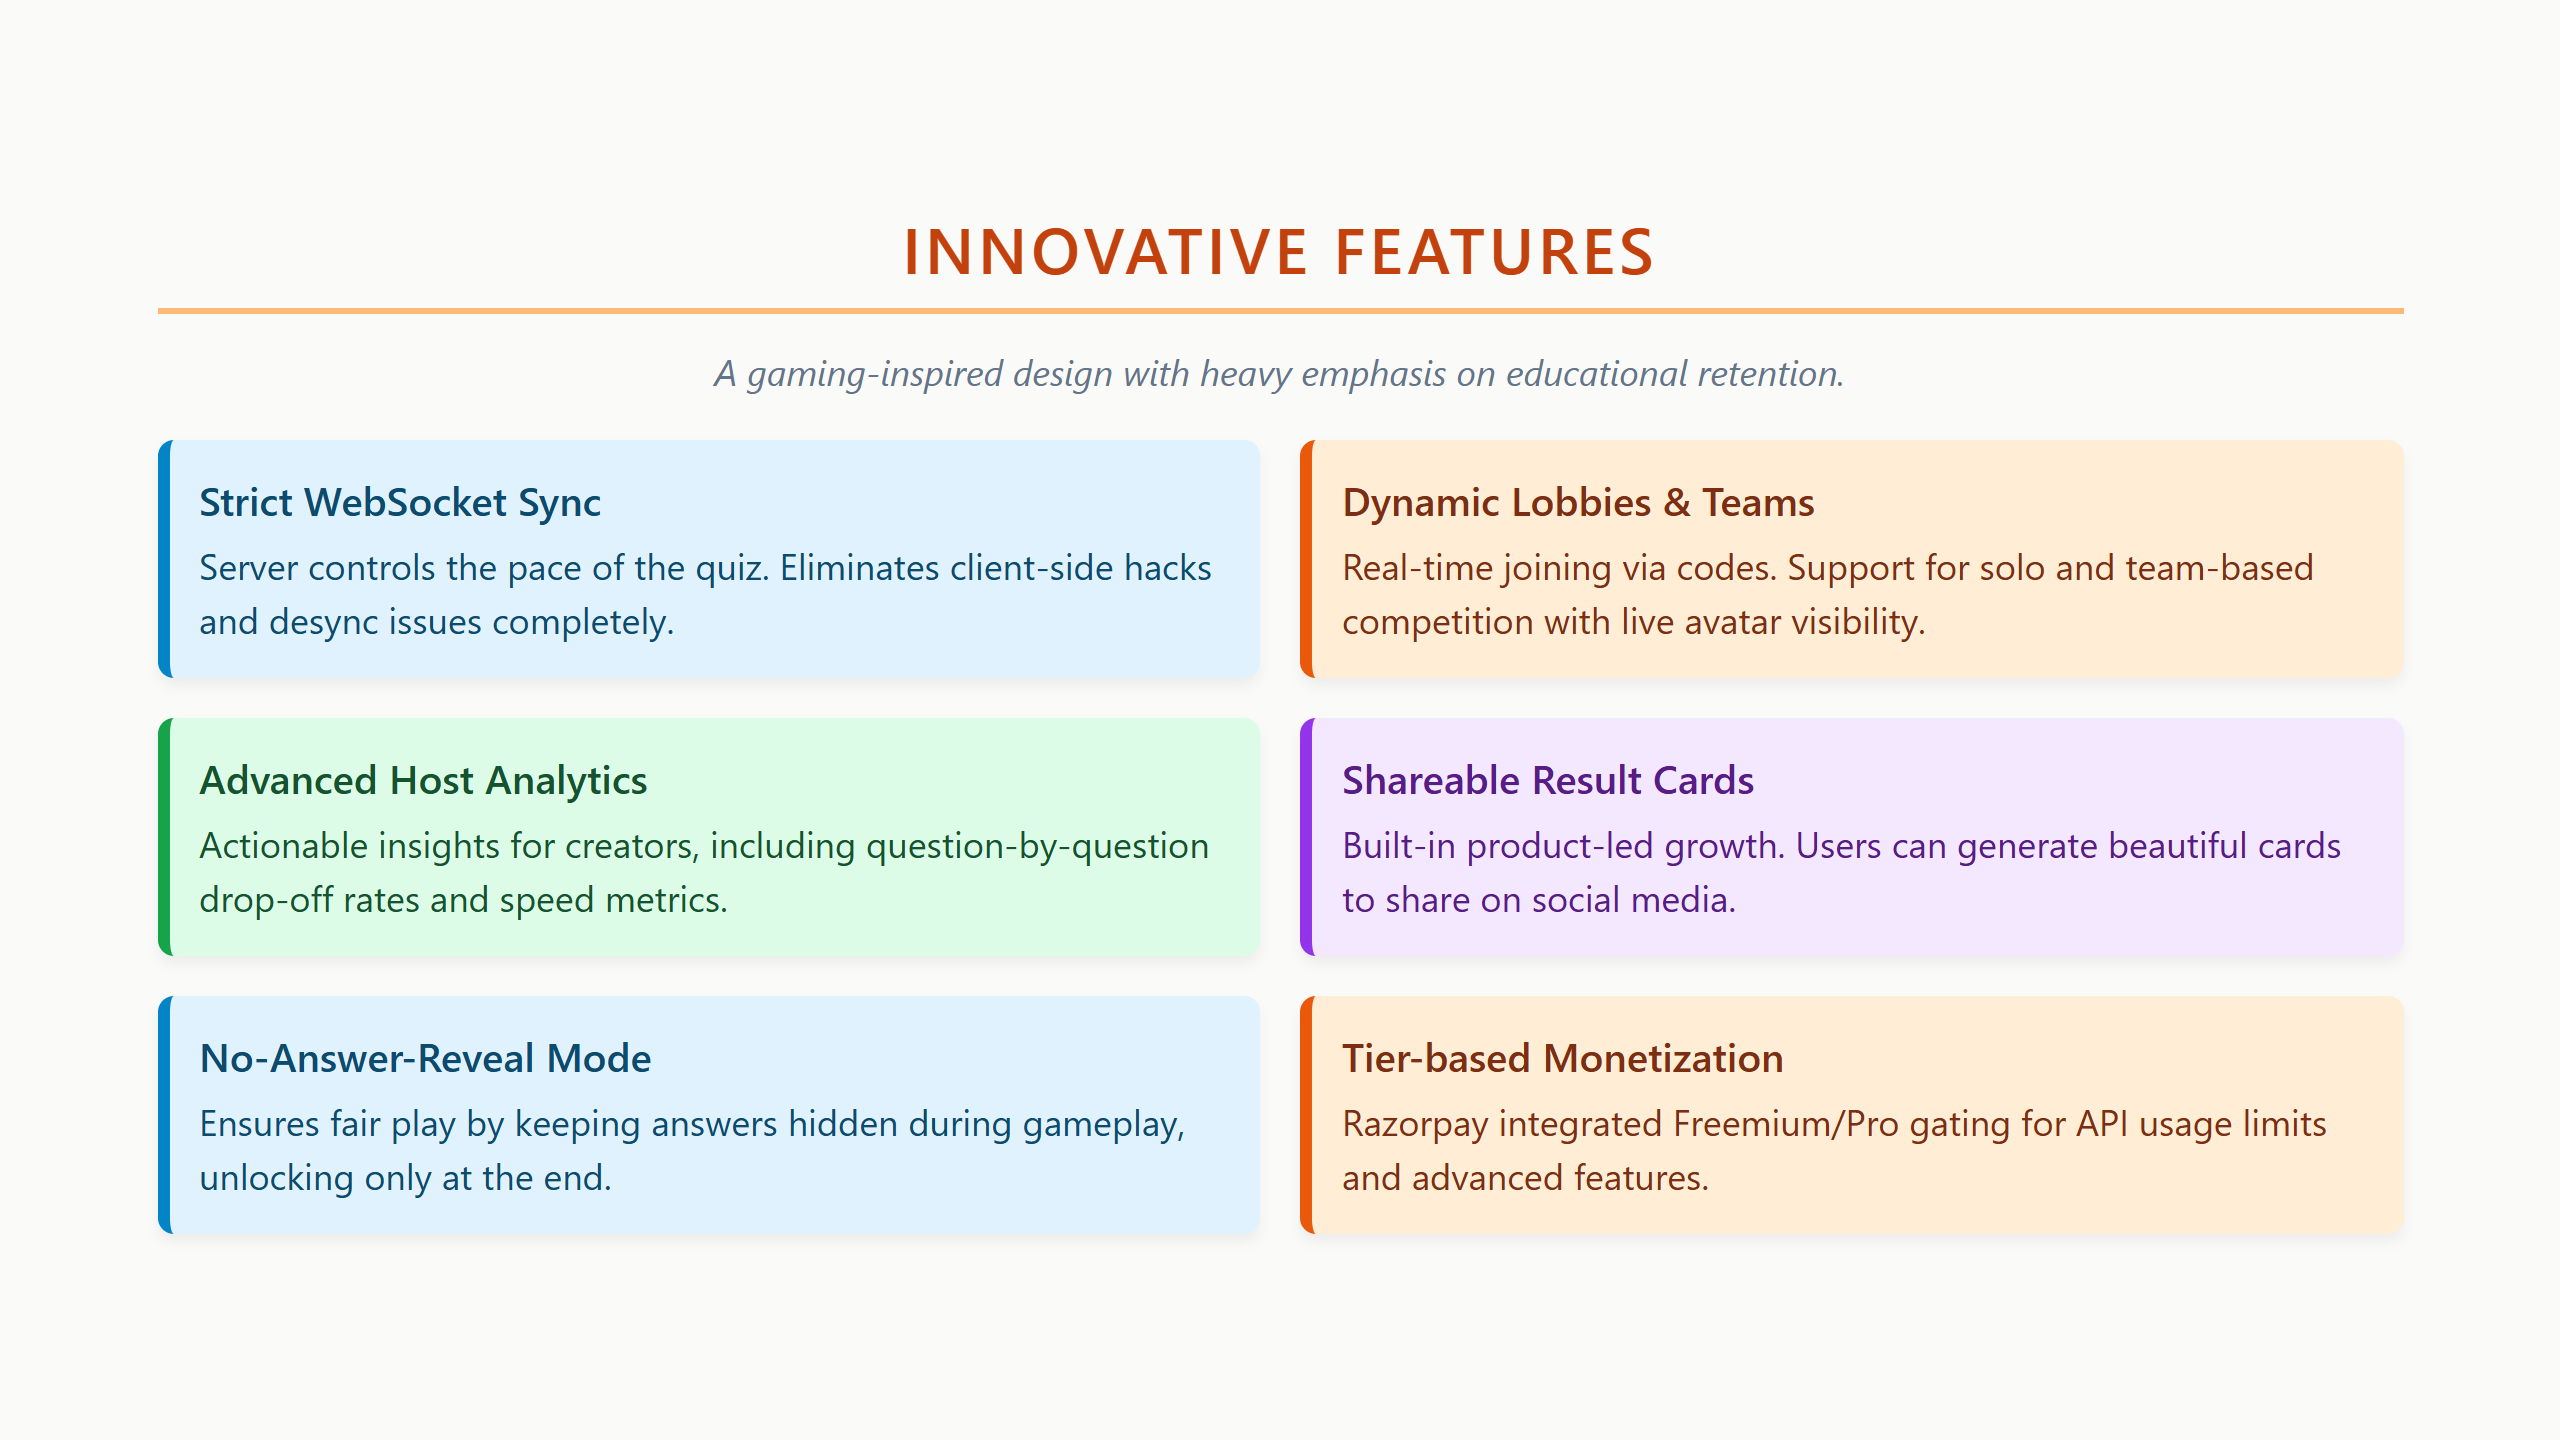 INNOVATIVE FEATURES
A gaming-inspired design with heavy emphasis on educational retention.
Strict WebSocket Sync
Server controls the pace of the quiz. Eliminates client-side hacks
and desync issues completely.
Dynamic Lobbies & Teams
Real-time joining via codes. Support for solo and team-based
competition with live avatar visibility.
Advanced Host Analytics
Actionable insights for creators, including question-by-question
drop-off rates and speed metrics.
Shareable Result Cards
Built-in product-led growth. Users can generate beautiful cards
to share on social media.
No-Answer-Reveal Mode
Ensures fair play by keeping answers hidden during gameplay,
unlocking only at the end.
Tier-based Monetization
Razorpay integrated Freemium/Pro gating for API usage limits
and advanced features.